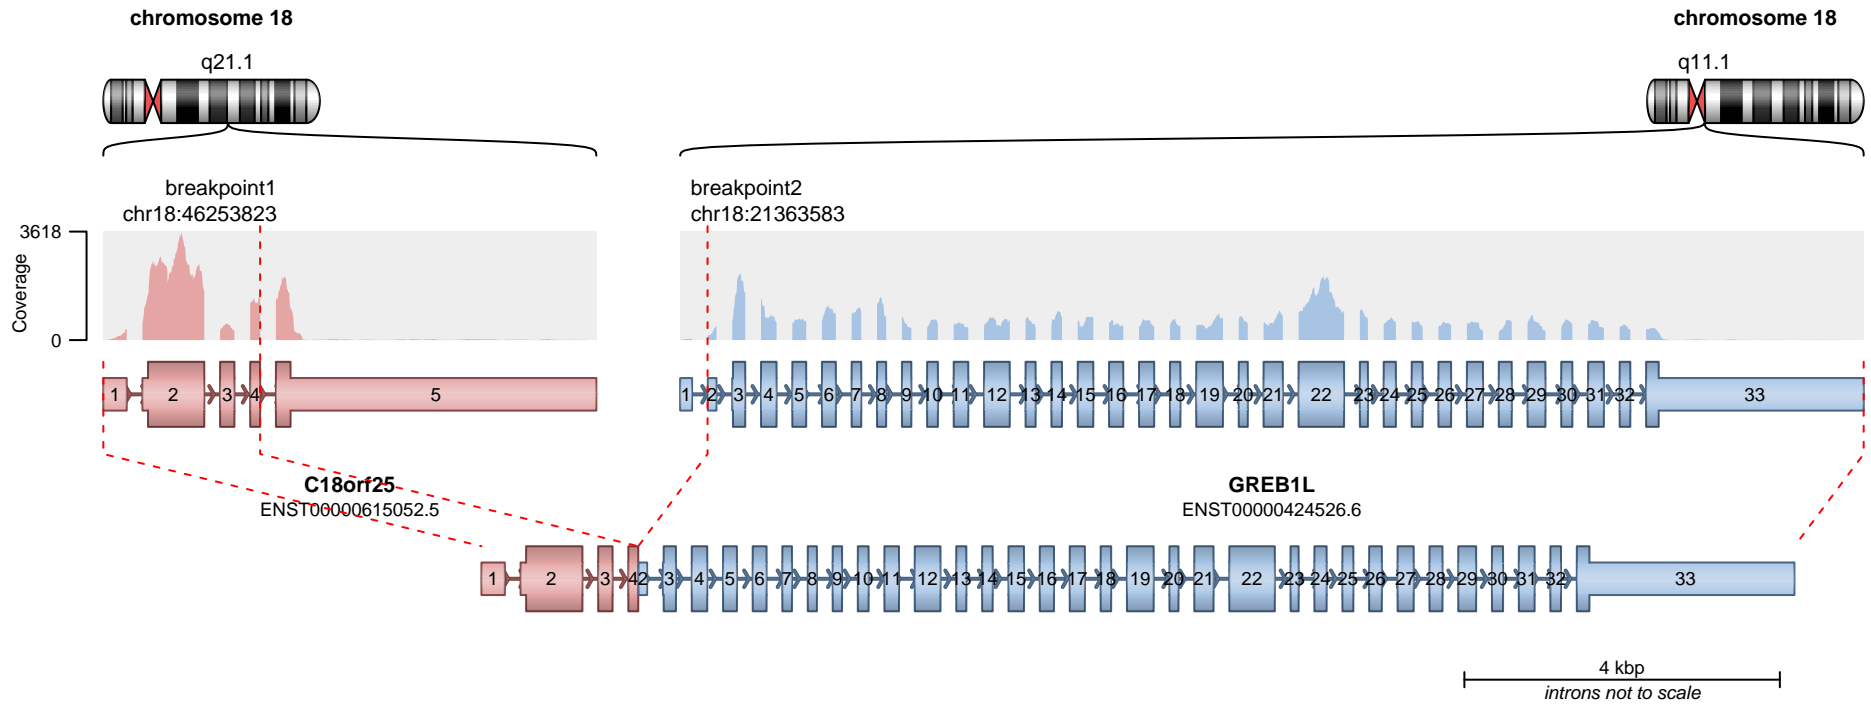 chromosome 18
chromosome 18
q21.1
q11.1
breakpoint1
chr18:46253823
breakpoint2
chr18:21363583
3618
Coverage
0
1 2 3 4 5
1 2 3 4 5 6 7 8 9 10 11 12 13 14 15 16 17 18 19 20 21 22 23 24 25 26 27 28 29 30 31 32 33
C18orf25
ENST00000615052.5
GREB1L
ENST00000424526.6
1 2 3 4 2 3 4 5 6 7 8 9 10 11 12 13 14 15 16 17 18 19 20 21 22 23 24 25 26 27 28 29 30 31 32 33
4 kbp
introns not to scale